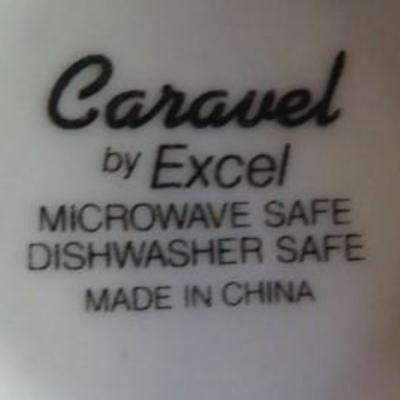 Caravel
by Excel
MICROWAVE SAFE
DISHWASHER SAFE
MADE IN CHINA